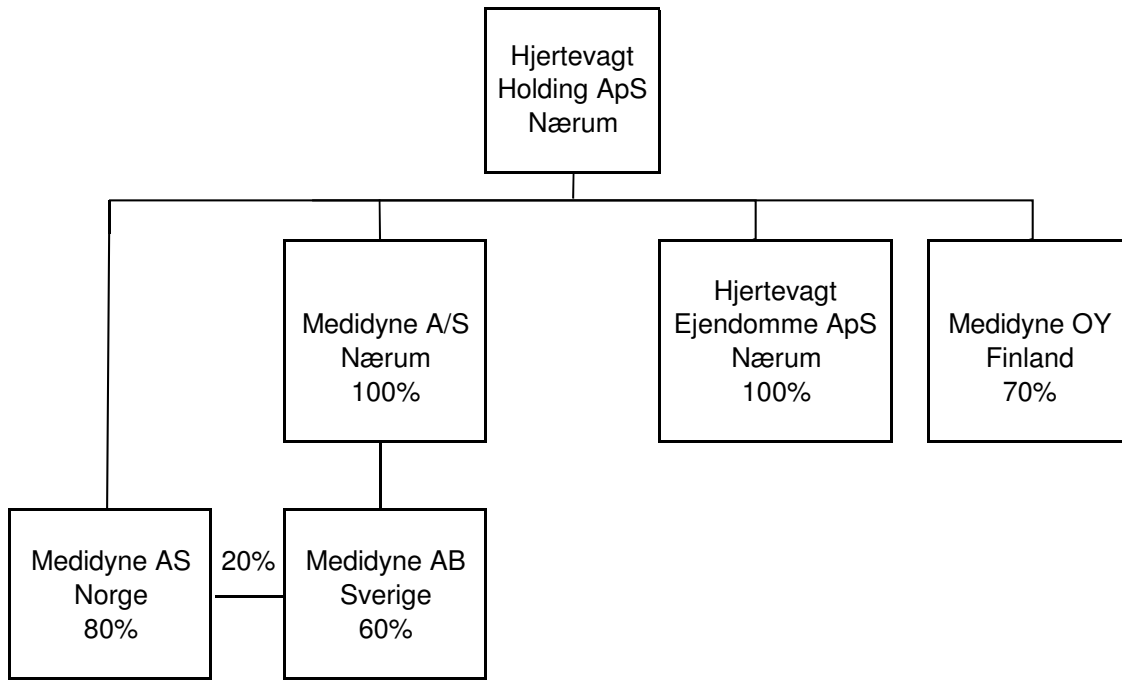 Hjertevagt
Holding ApS
Nærum
Medidyne A/S
Nærum
100%
Hjertevagt
Ejendomme ApS
Nærum
100%
Medidyne OY
Finland
70%
Medidyne AS
Norge
80%
20%
Medidyne AB
Sverige
60%